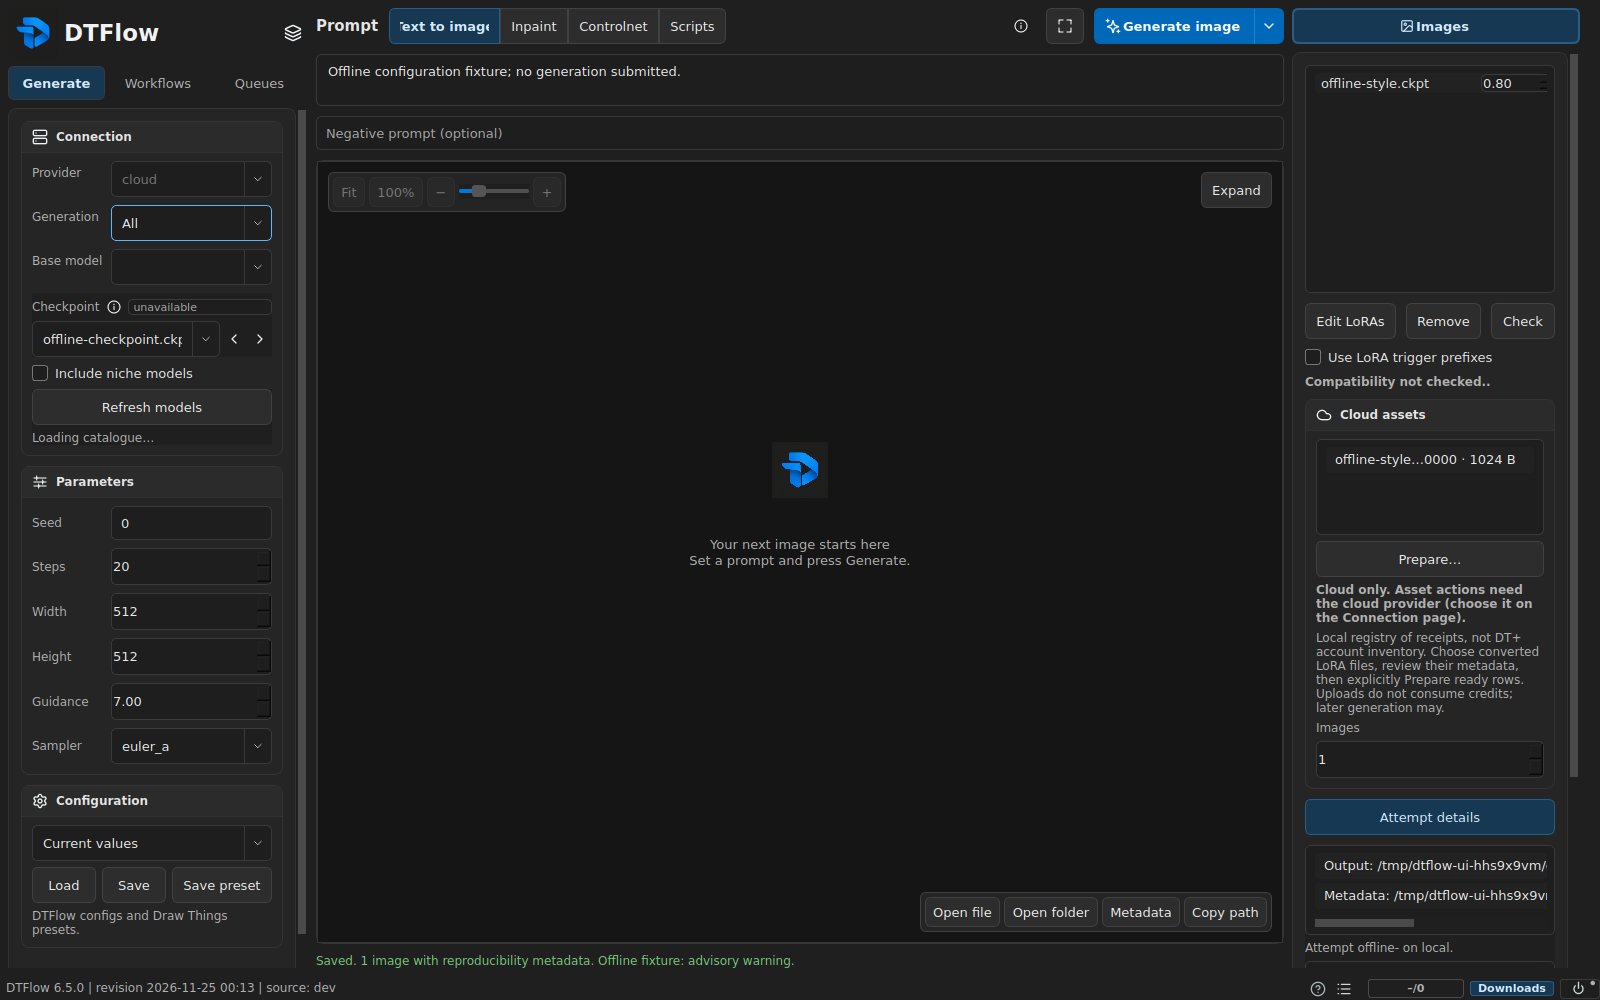 DTFlow
Generate
Workflows
Queues
Connection
Provider
cloud
Generation
All
Base model
Checkpoint
unavailable
offline-checkpoint.ckp
Include niche models
Refresh models
Loading catalogue...
Parameters
Seed
0
Steps
20
Width
512
Height
512
Guidance
7.00
Sampler
euler_a
Configuration
Current values
Load
Save
Save preset
DTFlow configs and Draw Things
presets.
Prompt
Text to image
Inpaint
Controlnet
Scripts
Generate image
Offline configuration fixture; no generation submitted.
Negative prompt (optional)
Fit
100%
−
+
Expand
Your next image starts here
Set a prompt and press Generate.
Open file
Open folder
Metadata
Copy path
Saved. 1 image with reproducibility metadata. Offline fixture: advisory warning.
Images
offline-style.ckpt
0.80
Edit LoRAs
Remove
Check
Use LoRA trigger prefixes
Compatibility not checked..
Cloud assets
offline-style...0000 · 1024 B
Prepare...
Cloud only. Asset actions need
the cloud provider (choose it on
the Connection page).
Local registry of receipts, not DT+
account inventory. Choose converted
LoRA files, review their metadata,
then explicitly Prepare ready rows.
Uploads do not consume credits;
later generation may.
Images
1
Attempt details
Output: /tmp/dtflow-ui-hhs9x9vm/
Metadata: /tmp/dtflow-ui-hhs9x9vm
Attempt offline- on local.
DTFlow 6.5.0 | revision 2026-11-25 00:13 | source: dev
-/0
Downloads